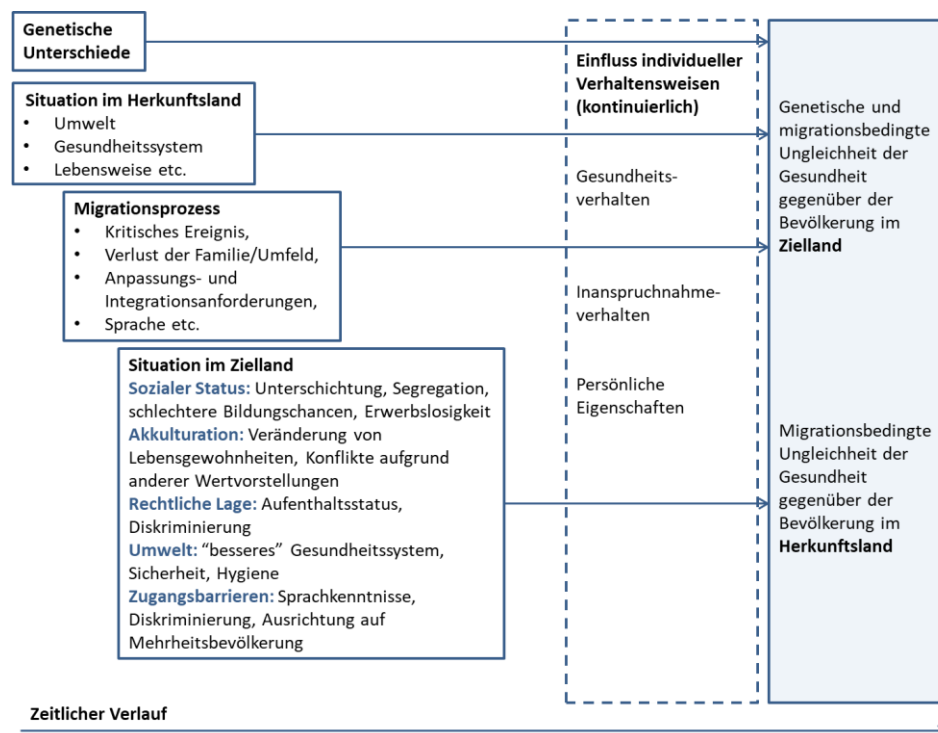 Genetische
Unterschiede
Situation im Herkunftsland
• Umwelt
• Gesundheitssystem
• Lebensweise etc.
Migrationsprozess
• Kritisches Ereignis,
• Verlust der Familie/Umfeld,
• Anpassungs- und
Integrationsanforderungen,
• Sprache etc.
Situation im Zielland
Sozialer Status: Unterschichtung, Segregation,
schlechtere Bildungschancen, Erwerbslosigkeit
Akkulturation: Veränderung von
Lebensgewohnheiten, Konflikte aufgrund
anderer Wertvorstellungen
Rechtliche Lage: Aufenthaltsstatus,
Diskriminierung
Umwelt: “besseres” Gesundheitssystem,
Sicherheit, Hygiene
Zugangsbarrieren: Sprachkenntnisse,
Diskriminierung, Ausrichtung auf
Mehrheitsbevölkerung
Einfluss individueller
Verhaltensweisen
(kontinuierlich)
Gesundheits-
verhalten
Inanspruchnahme-
verhalten
Persönliche
Eigenschaften
Genetische und
migrationsbedingte
Ungleichheit der
Gesundheit
gegenüber der
Bevölkerung im
Zielland
Migrationsbedingte
Ungleichheit der
Gesundheit
gegenüber der
Bevölkerung im
Herkunftsland
Zeitlicher Verlauf